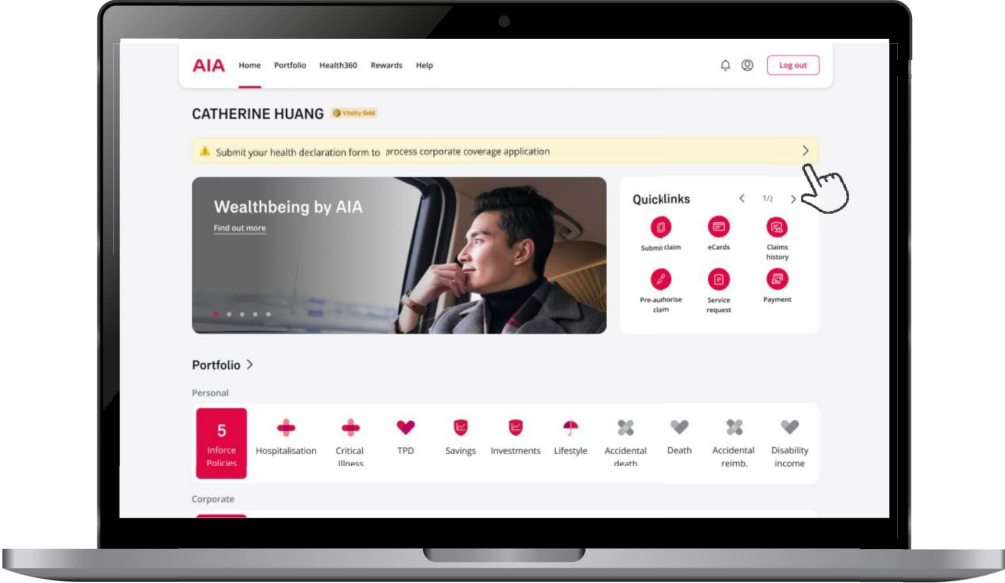 AIA Home Portfolio Health360 Rewards Help Log out
CATHERINE HUANG Vitality Gold
Submit your health declaration form to process corporate coverage application
Wealthbeing by AIA
Find out more
Quicklinks 1/2
Submit claim eCards Claims
history
Pre-authorise Service Payment
claim request
Portfolio
Personal
5
Inforce Hospitalisation Critical TPD Savings Investments Lifestyle Accidental Death Accidental Disability
Policies Illness death reimb. income
Corporate